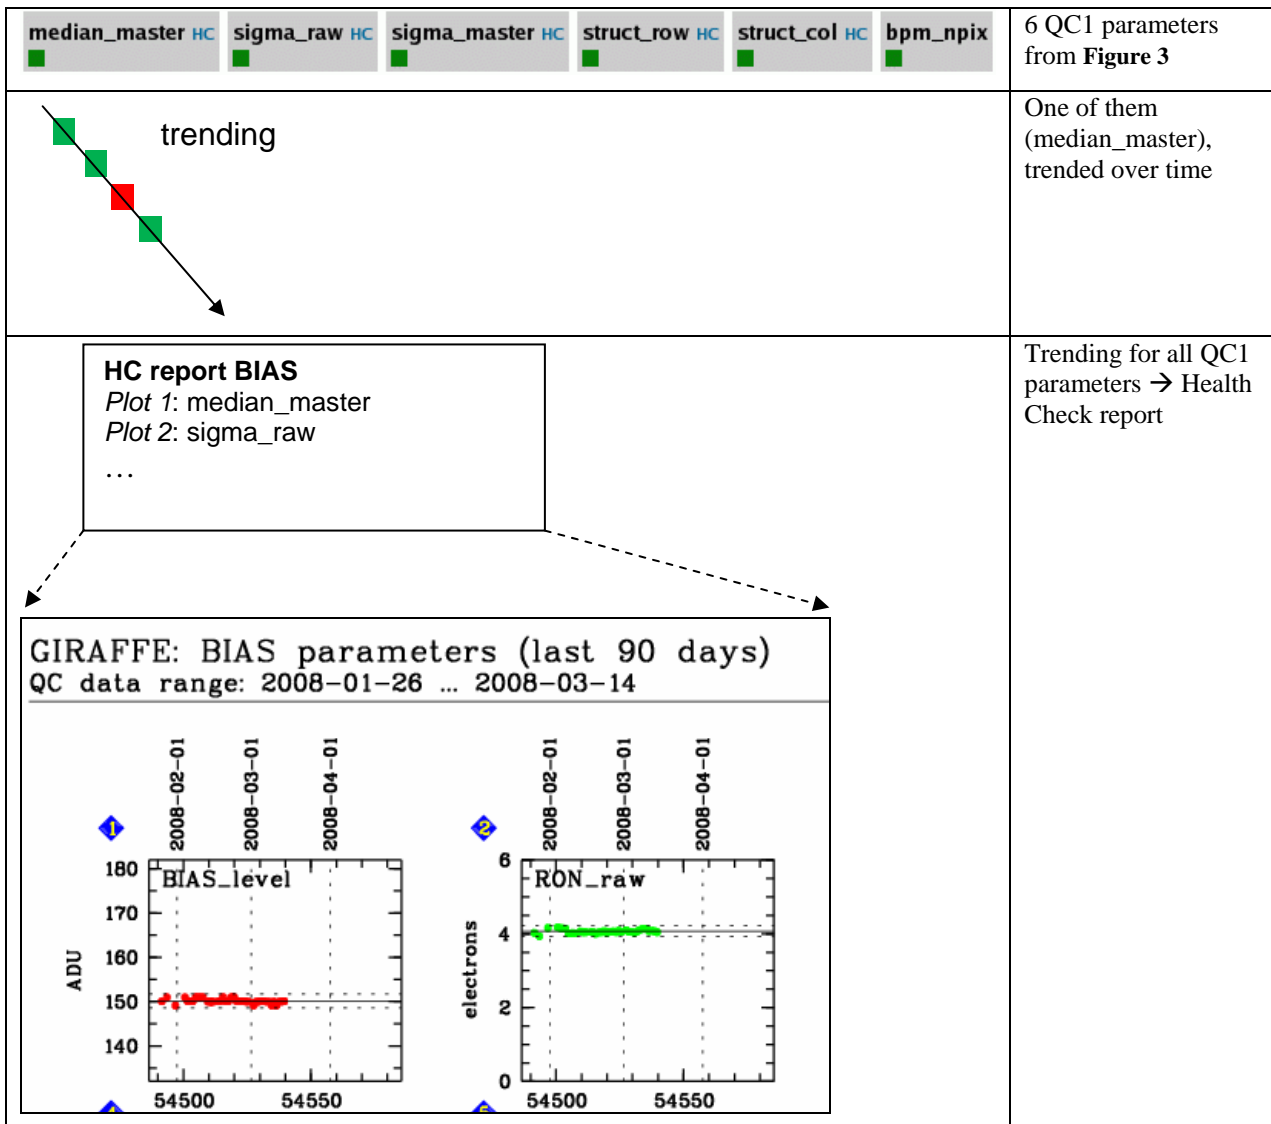 median_master HC sigma_raw HC sigma_master HC struct_row HC struct_col HC bpm_npix
6 QC1 parameters
from Figure 3
trending
One of them
(median_master),
trended over time
HC report BIAS
Plot 1: median_master
Plot 2: sigma_raw
...
Trending for all QC1
parameters → Health
Check report
GIRAFFE: BIAS parameters (last 90 days)
QC data range: 2008-01-26 ... 2008-03-14
2008-02-01
2008-03-01
2008-04-01
1
BIAS_level
180
170
160
150
140
ADU
54500 54550
2008-02-01
2008-03-01
2008-04-01
2
RON_raw
6
4
2
0
electrons
54500 54550